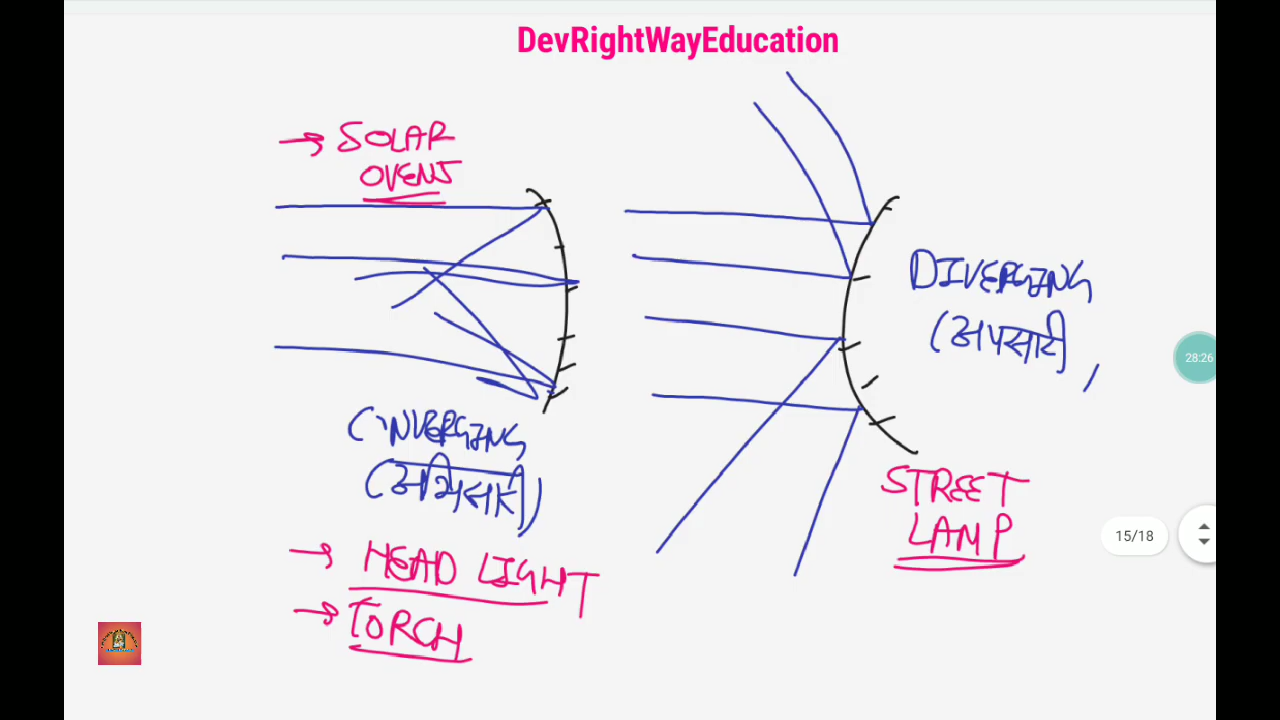 DevRightWayEducation
→ SOLAR
OVENS
CONVERGING
(अभिसारी)
→ HEAD LIGHT
→ TORCH
DIVERGING
(अपसारी)
STREET
LAMP
28:26
15/18